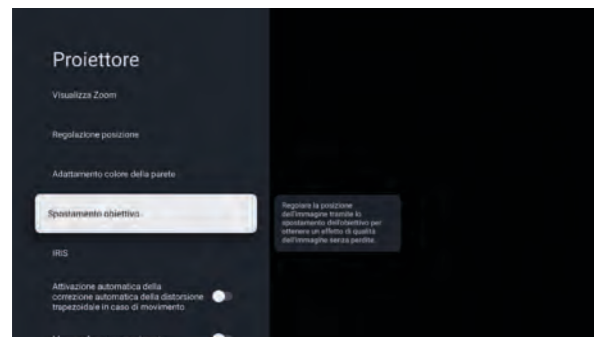 Proiettore
Visualizza Zoom
Regolazione posizione
Adattamento colore della parete
Spostamento obiettivo
Regolare la posizione
dell'immagine tramite lo
spostamento dell'obiettivo per
ottenere un effetto di qualità
dell'immagine senza perdite.
IRIS
Attivazione automatica della
correzione automatica della distorsione
trapezoidale in caso di movimento